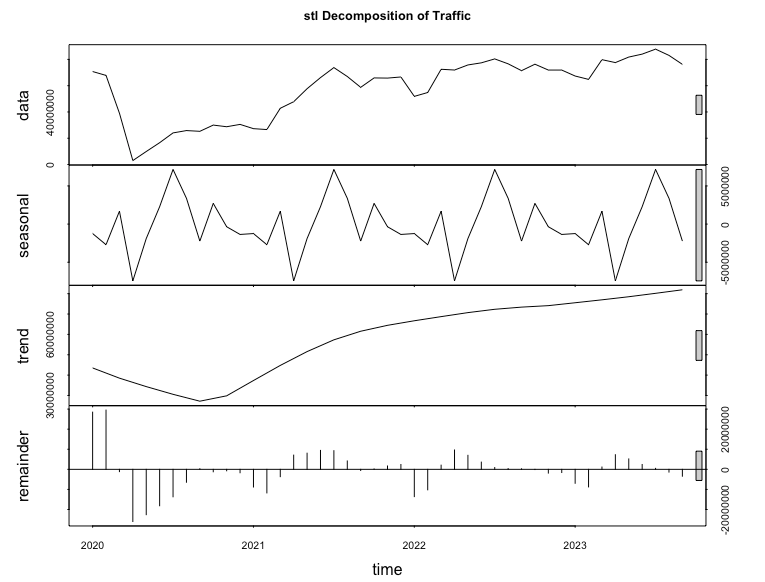 stl Decomposition of Traffic
data
0
40000000
seasonal
-5000000
0
5000000
trend
30000000
60000000
remainder
-20000000
0
20000000
2020
2021
2022
2023
time